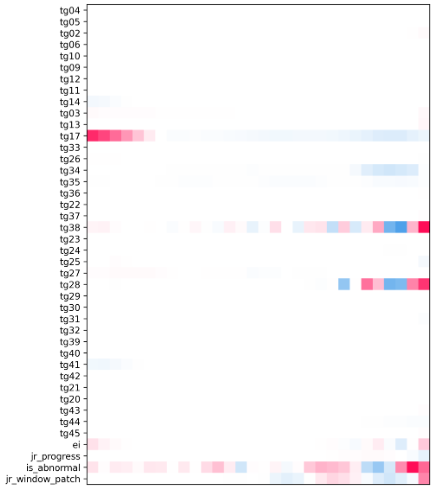 tg04
tg05
tg02
tg06
tg10
tg09
tg12
tg11
tg14
tg03
tg13
tg17
tg33
tg26
tg34
tg35
tg36
tg22
tg37
tg38
tg23
tg24
tg25
tg27
tg28
tg29
tg30
tg31
tg32
tg39
tg40
tg41
tg42
tg21
tg20
tg43
tg44
tg45
ei
jr_progress
is_abnormal
jr_window_patch